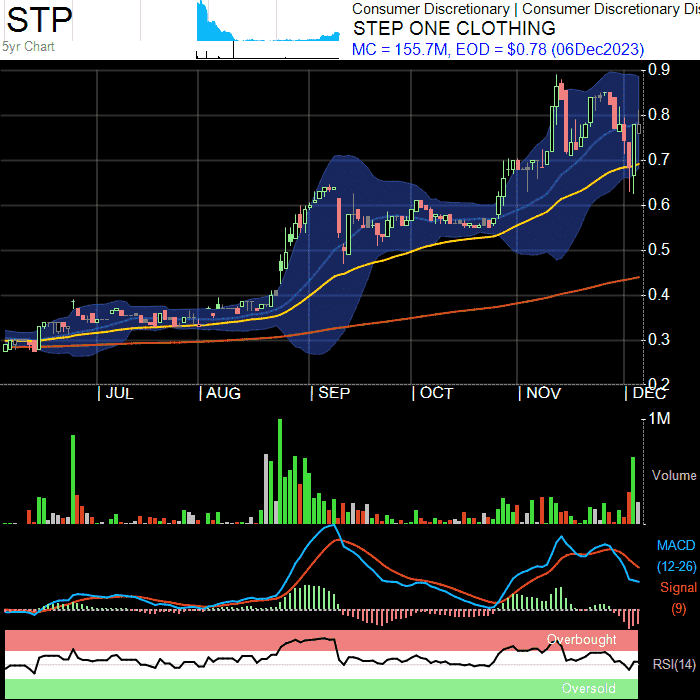 STP
5yr Chart
Consumer Discretionary | Consumer Discretionary Dis
STEP ONE CLOTHING
MC = 155.7M, EOD = $0.78 (06Dec2023)
0.9
0.8
0.7
0.6
0.5
0.4
0.3
0.2
| JUL | AUG | SEP | OCT | NOV | DEC
1M
Volume
MACD
(12-26)
Signal
(9)
Overbought
RSI(14)
Oversold